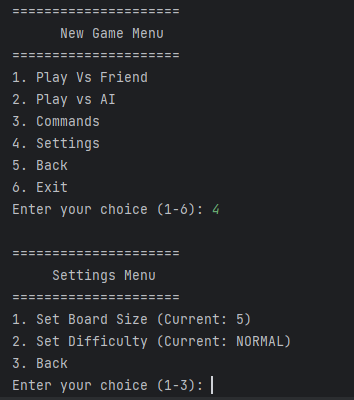 =====================
New Game Menu
=====================
1. Play Vs Friend
2. Play vs AI
3. Commands
4. Settings
5. Back
6. Exit
Enter your choice (1-6): 4
=====================
Settings Menu
=====================
1. Set Board Size (Current: 5)
2. Set Difficulty (Current: NORMAL)
3. Back
Enter your choice (1-3):